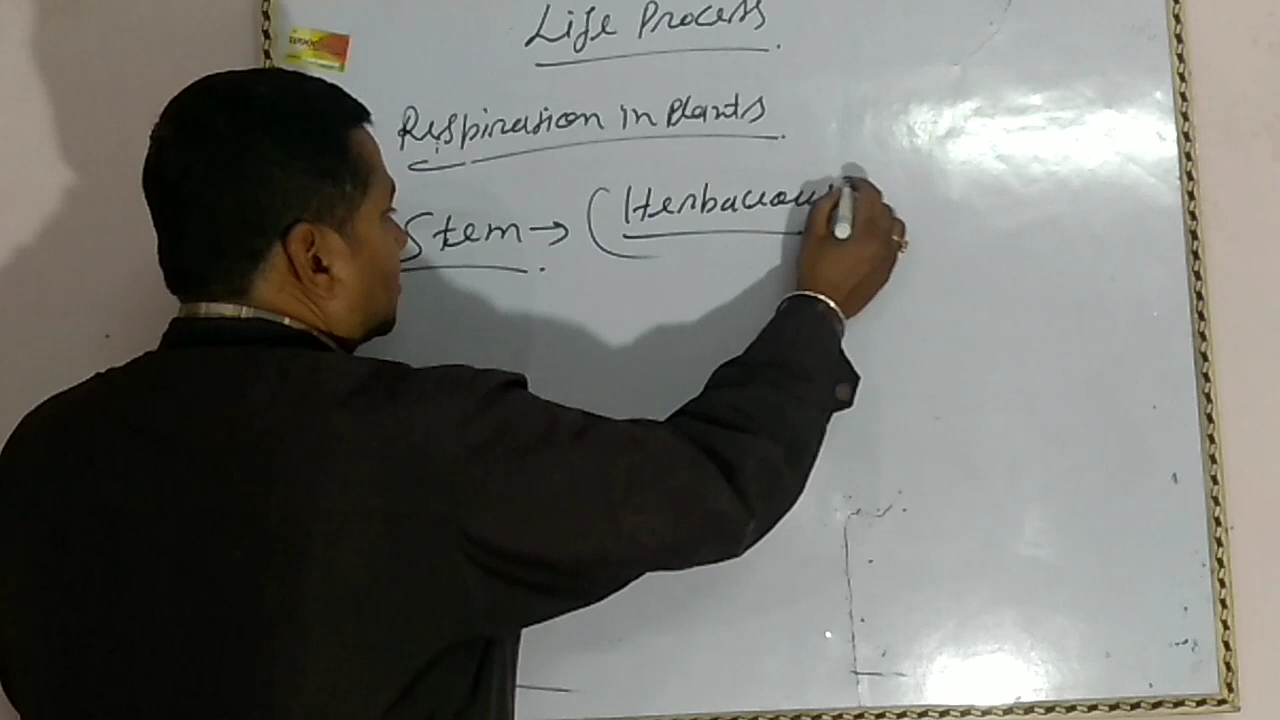 Life Process
Respiration in Plants
Stem → (Herbaceous